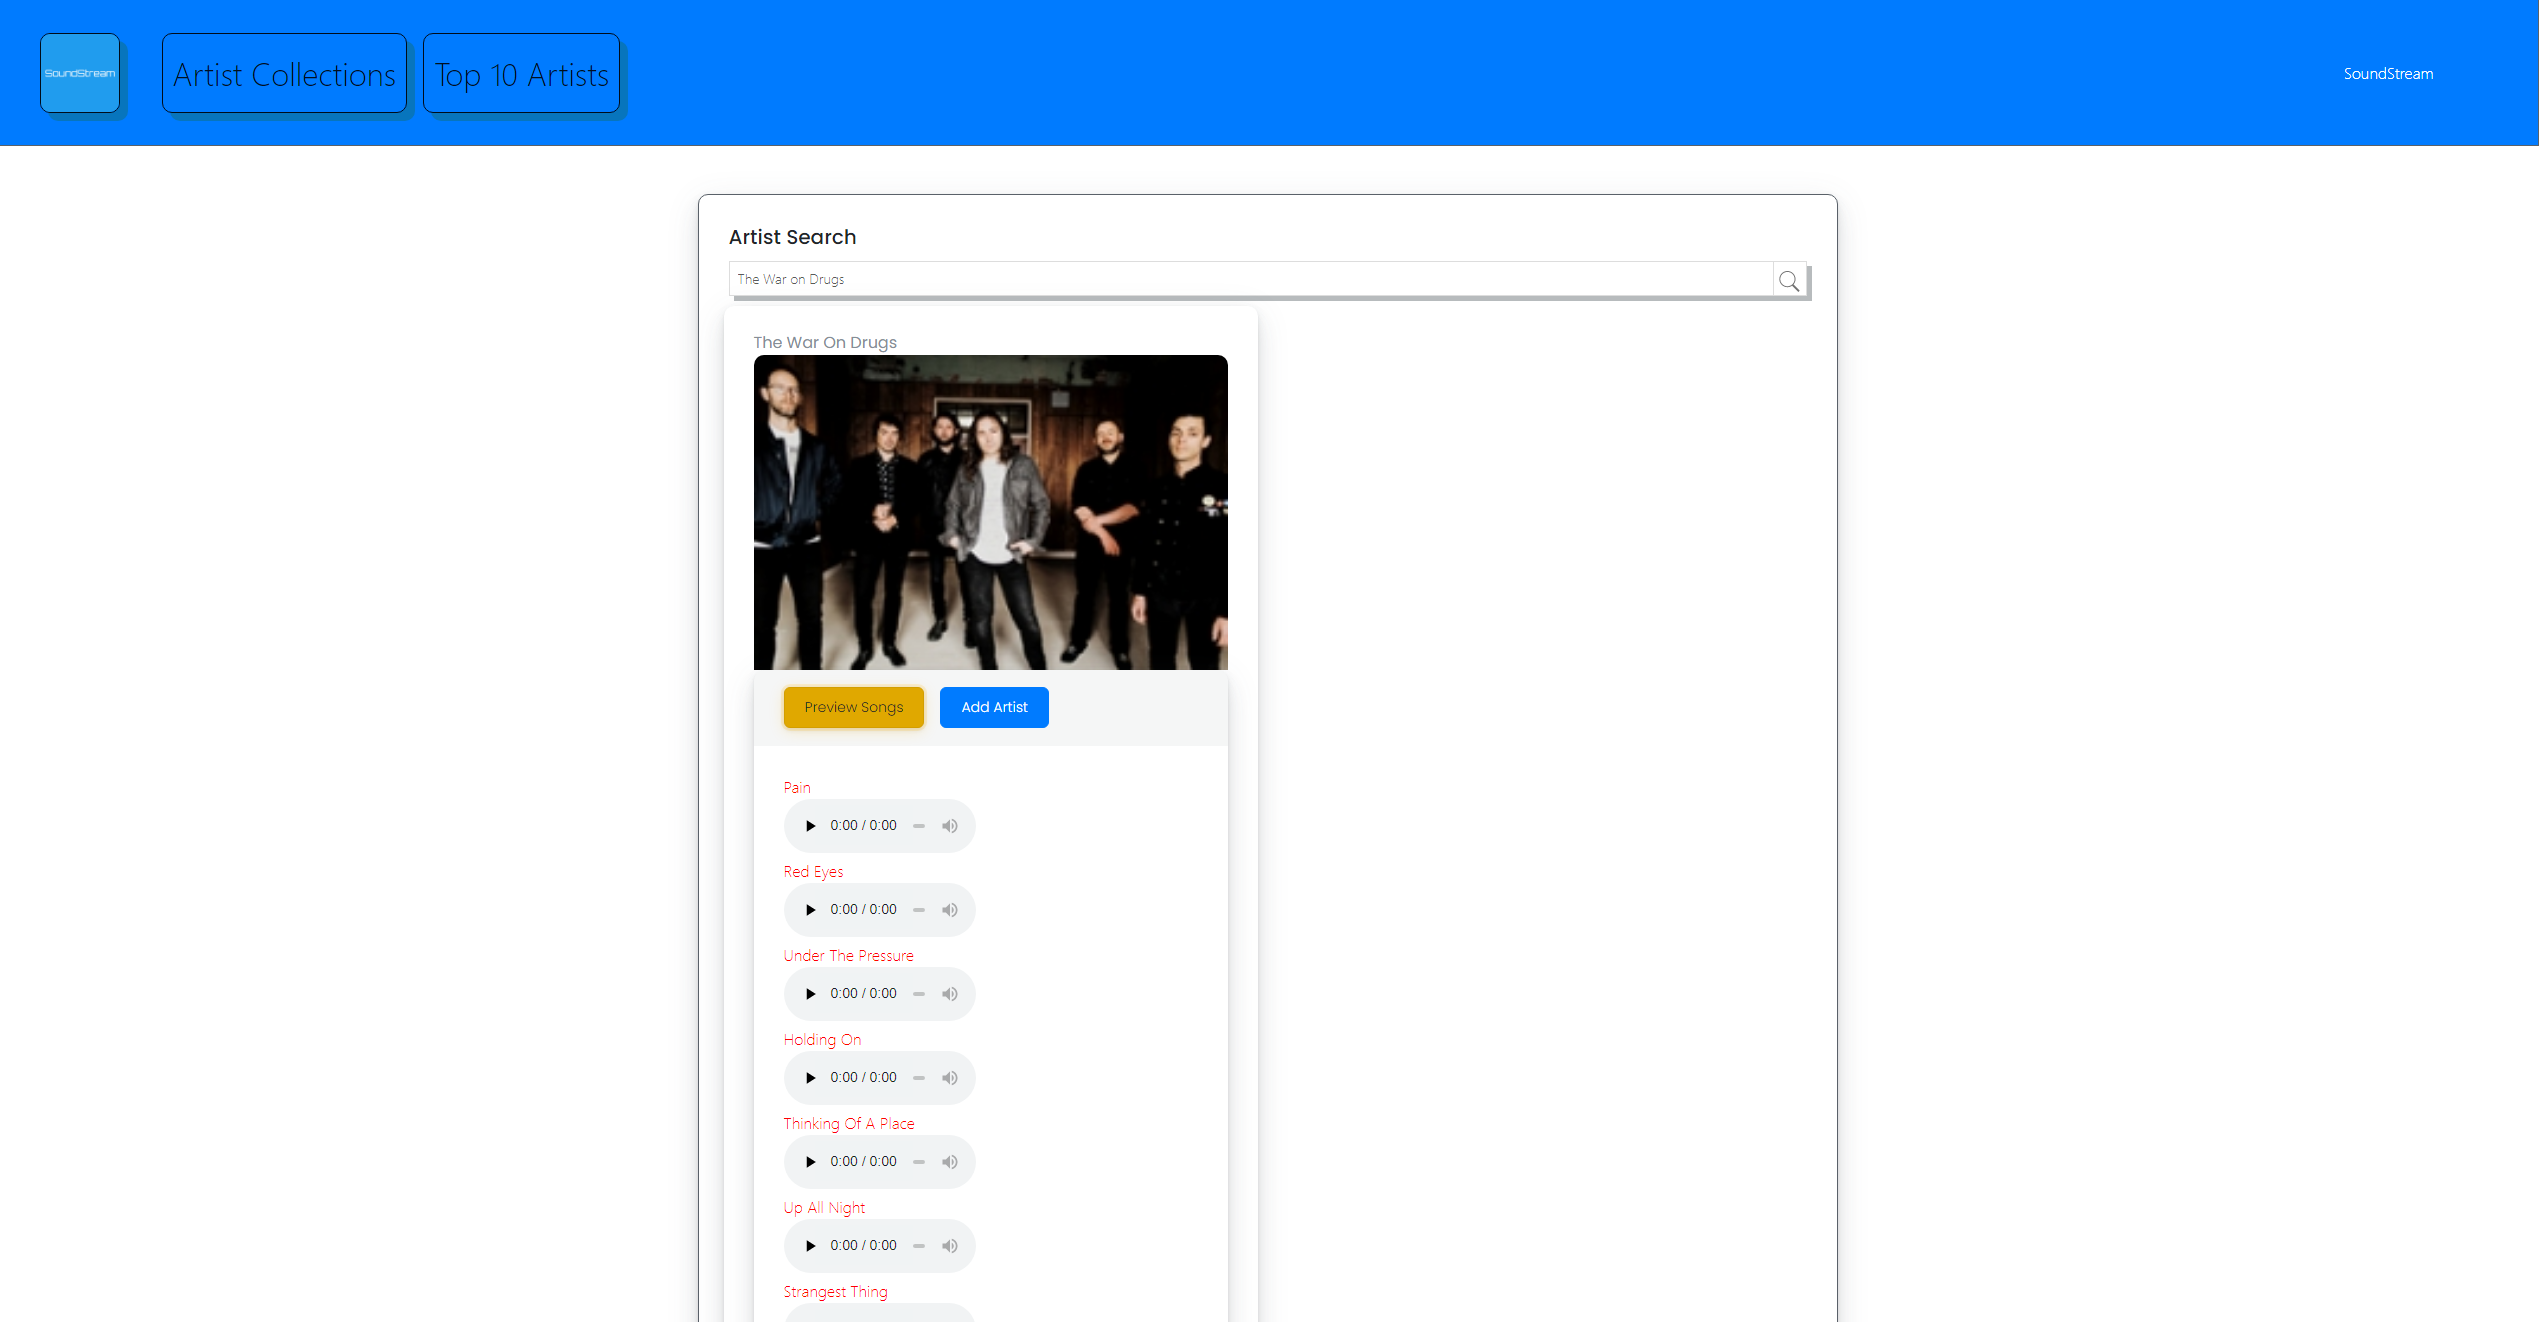 SoundStream
Artist Collections
Top 10 Artists
SoundStream
Artist Search
The War on Drugs
The War On Drugs
Preview Songs
Add Artist
Pain
0:00 / 0:00
Red Eyes
0:00 / 0:00
Under The Pressure
0:00 / 0:00
Holding On
0:00 / 0:00
Thinking Of A Place
0:00 / 0:00
Up All Night
0:00 / 0:00
Strangest Thing